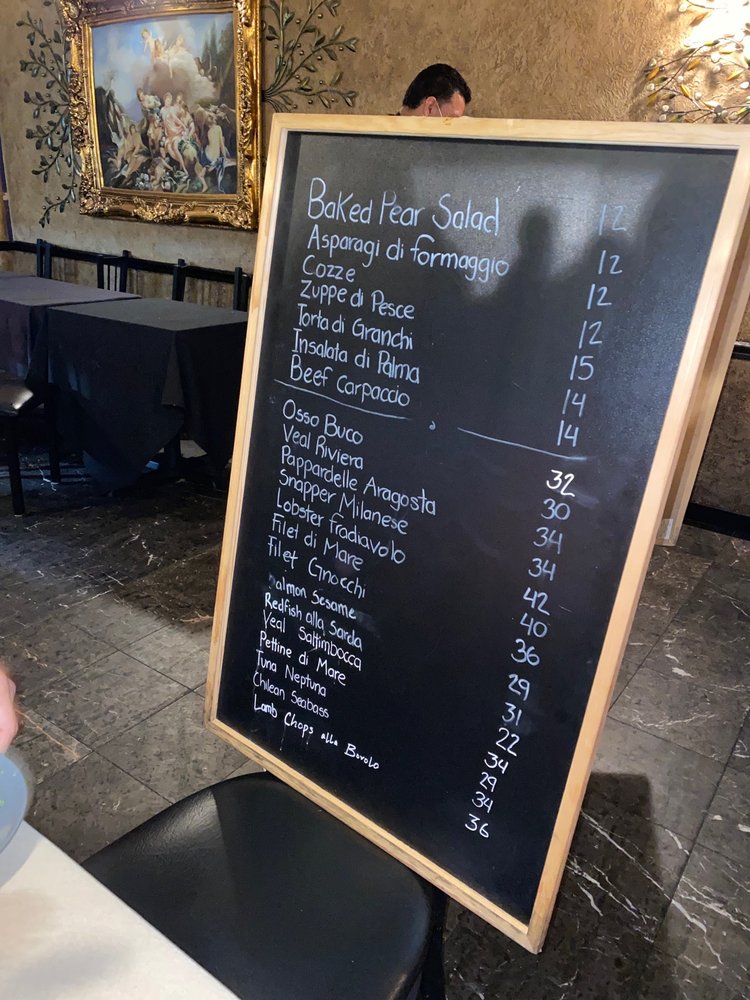 Baked Pear Salad 12
Asparagi di formaggio 12
Cozze 12
Zuppe di Pesce 12
Torta di Granchi 15
Insalata di Palma 14
Beef Carpaccio 14
Osso Buco 32
Veal Riviera 30
Pappardelle Aragosta 34
Snapper Milanese 34
Lobster fradiavolo 42
Filet di Mare 40
Filet Gnocchi 36
Salmon Sesame 29
Redfish alla Sarda 31
Veal Saltimbocca 22
Pettine di Mare 34
Tuna Neptuna 29
Chilean Seabass 34
Lamb Chops alla Barolo 36